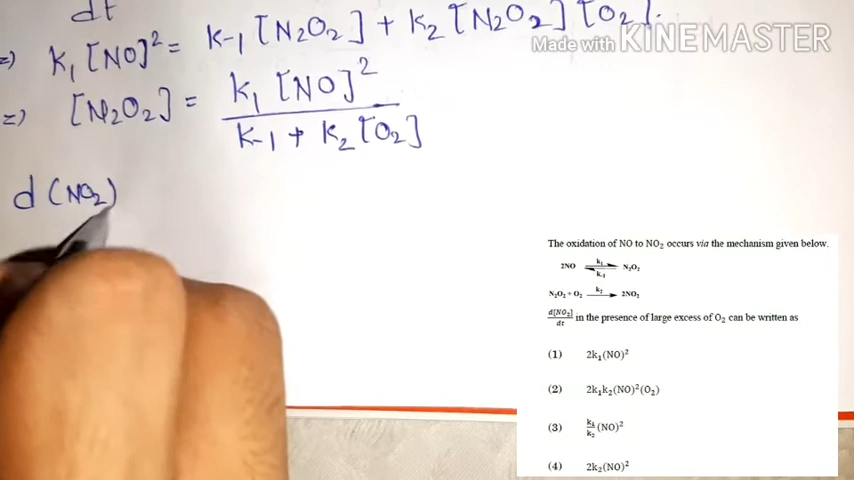 dt
=) k₁ [NO]² = k-1 [N₂O₂] + k₂ [N₂O₂] [O₂].
Made with KINEMASTER
=) [N₂O₂] = k₁ [NO]² / k-1 + k₂ [O₂]
d (NO₂)
The oxidation of NO to NO₂ occurs via the mechanism given below.
2NO ⇌ N₂O₂ k₁ k₋₁
N₂O₂ + O₂ → 2NO₂ k₂
d[NO₂]/dt in the presence of large excess of O₂ can be written as
(1) 2k₁(NO)²
(2) 2k₁k₂(NO)²(O₂)
(3) k₁/k₂ (NO)²
(4) 2k₂(NO)²